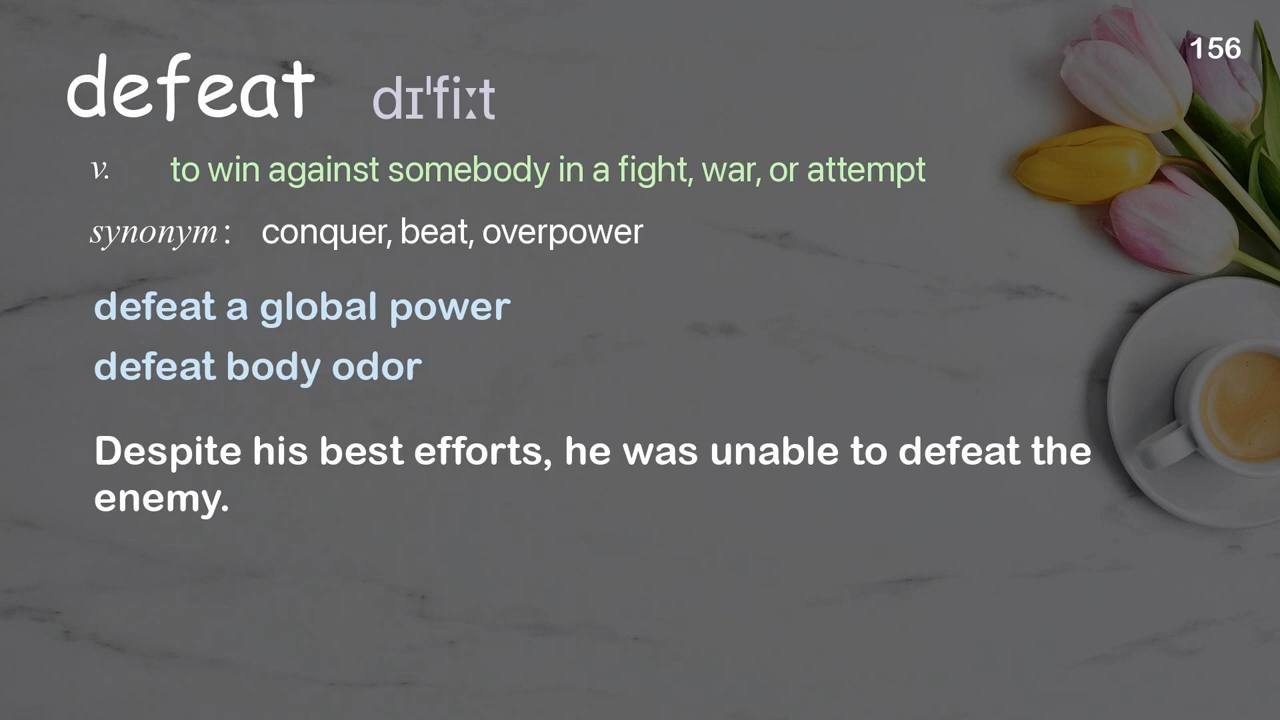 156
defeat dɪˈfiːt
v. to win against somebody in a fight, war, or attempt
synonym: conquer, beat, overpower
defeat a global power
defeat body odor
Despite his best efforts, he was unable to defeat the
enemy.